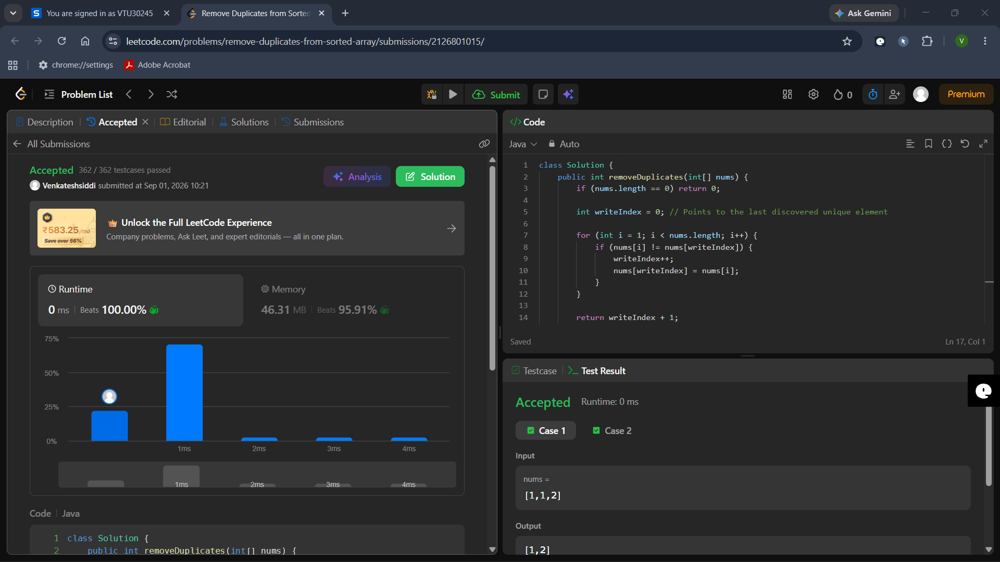 You are signed in as VTU30245
Remove Duplicates from Sorted
Ask Gemini
leetcode.com/problems/remove-duplicates-from-sorted-array/submissions/2126801015/
V
chrome://settings
Adobe Acrobat
Problem List
Submit
0
Premium
Description
Accepted
Editorial
Solutions
Submissions
All Submissions
Accepted 362 / 362 testcases passed
Venkateshsiddi submitted at Sep 01, 2026 10:21
Analysis
Solution
₹583.25/mo
Save over 56%
Unlock the Full LeetCode Experience
Company problems, Ask Leet, and expert editorials — all in one plan.
Runtime
0 ms Beats 100.00%
Memory
46.31 MB Beats 95.91%
75%
50%
25%
0%
1ms 2ms 3ms 4ms
1ms 2ms 3ms 4ms
Code Java
1 class Solution {
2 public int removeDuplicates(int[] nums) {
</> Code
Java Auto
1 class Solution {
2 public int removeDuplicates(int[] nums) {
3 if (nums.length == 0) return 0;
4
5 int writeIndex = 0; // Points to the last discovered unique element
6
7 for (int i = 1; i < nums.length; i++) {
8 if (nums[i] != nums[writeIndex]) {
9 writeIndex++;
10 nums[writeIndex] = nums[i];
11 }
12 }
13
14 return writeIndex + 1;
Saved
Ln 17, Col 1
Testcase
Test Result
Accepted Runtime: 0 ms
Case 1
Case 2
Input
nums =
[1,1,2]
Output
[1,2]